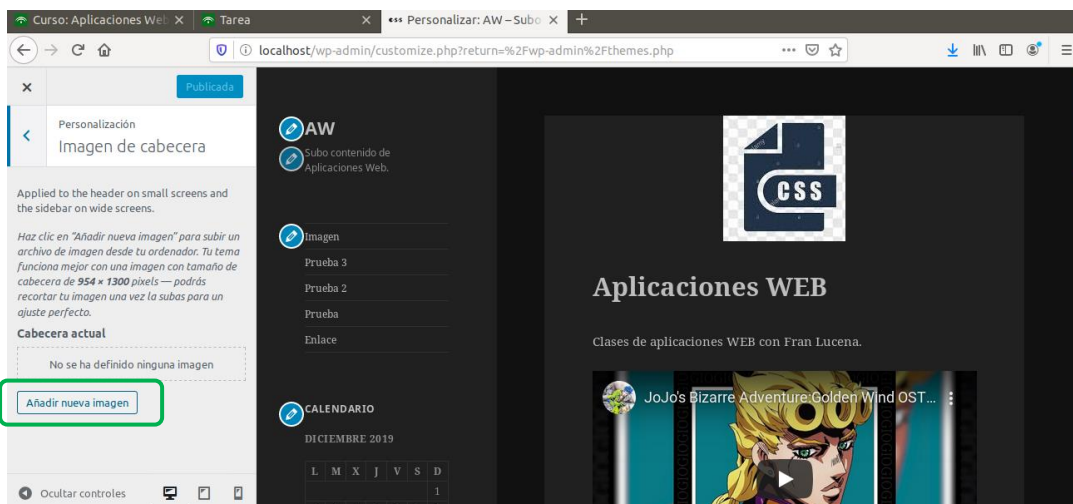 Curso: Aplicaciones Web
Tarea
Personalizar: AW – Subo
localhost/wp-admin/customize.php?return=%2Fwp-admin%2Fthemes.php
Publicada
Personalización
Imagen de cabecera
Applied to the header on small screens and
the sidebar on wide screens.
Haz clic en "Añadir nueva imagen" para subir un
archivo de imagen desde tu ordenador. Tu tema
funciona mejor con una imagen con tamaño de
cabecera de 954 × 1300 pixels — podrás
recortar tu imagen una vez la subas para un
ajuste perfecto.
Cabecera actual
No se ha definido ninguna imagen
Añadir nueva imagen
Ocultar controles
AW
Subo contenido de
Aplicaciones Web.
Imagen
Prueba 3
Prueba 2
Prueba
Enlace
CALENDARIO
DICIEMBRE 2019
L M X J V S D
1
CSS
Aplicaciones WEB
Clases de aplicaciones WEB con Fran Lucena.
JoJo's Bizarre Adventure:Golden Wind OST...